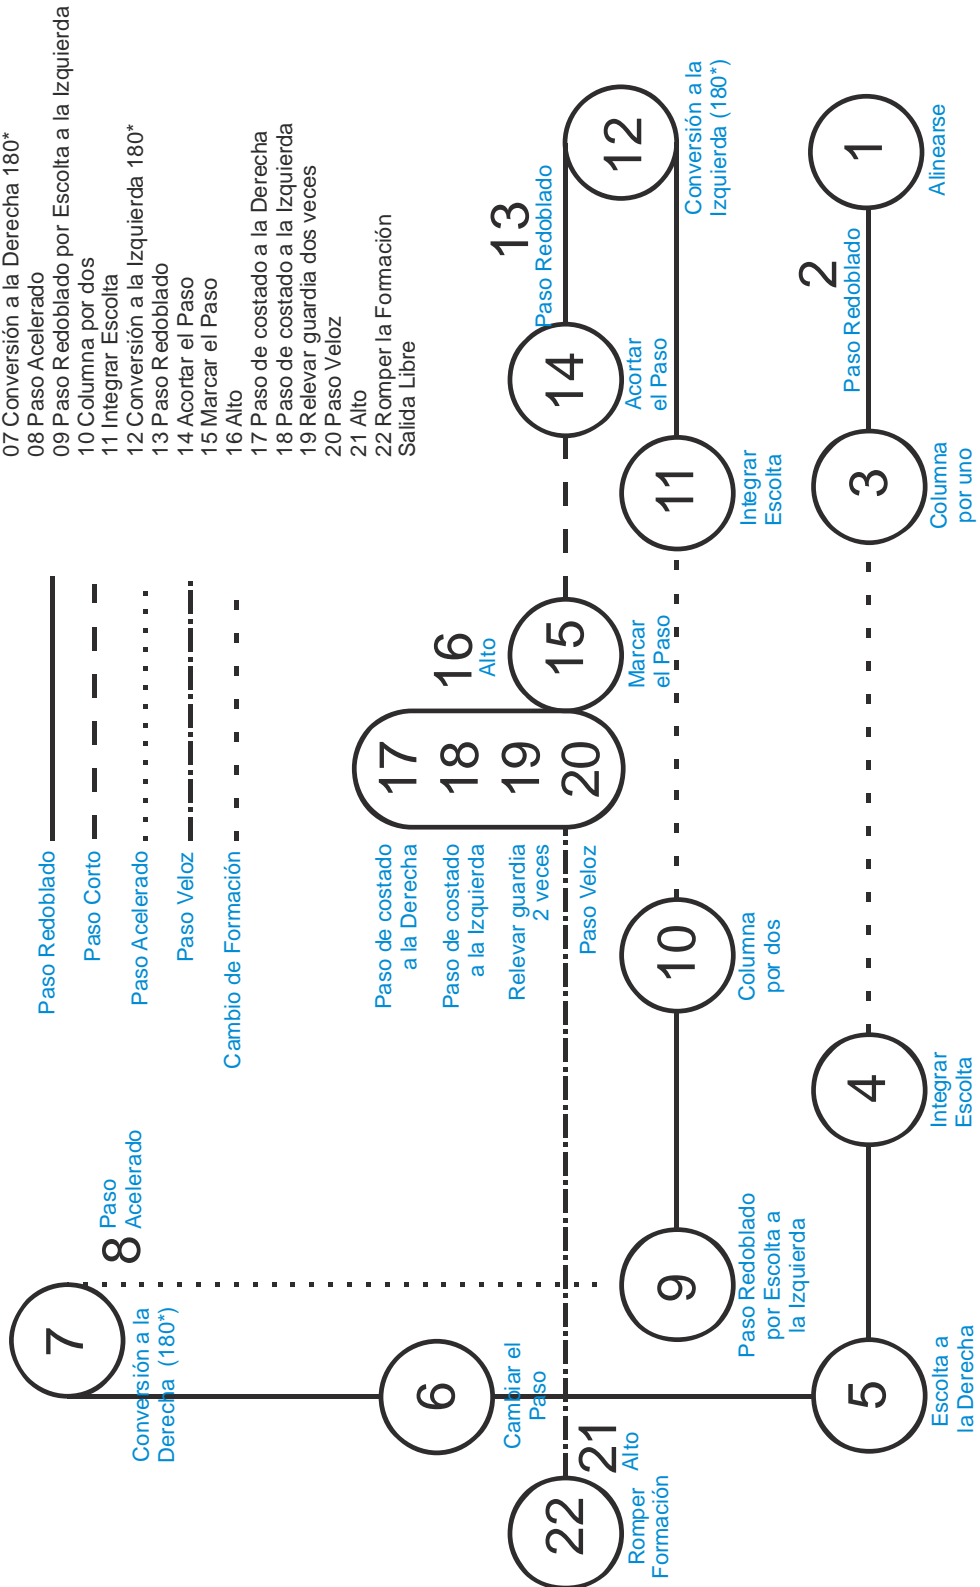 07 Conversión a la Derecha 180*
08 Paso Acelerado
09 Paso Redoblado por Escolta a la Izquierda
10 Columna por dos
11 Integrar Escolta
12 Conversión a la Izquierda 180*
13 Paso Redoblado
14 Acortar el Paso
15 Marcar el Paso
16 Alto
17 Paso de costado a la Derecha
18 Paso de costado a la Izquierda
19 Relevar guardia dos veces
20 Paso Veloz
21 Alto
22 Romper la Formación
Salida Libre
Paso Redoblado
Paso Corto
Paso Acelerado
Paso Veloz
Cambio de Formación
7
Conversión a la
Derecha (180*)
8
Paso
Acelerado
6
Cambiar el
Paso
22
Romper
Formación
21
Alto
17
18
19
20
Paso de costado
a la Derecha
Paso de costado
a la Izquierda
Relevar guardia
2 veces
Paso Veloz
16
Alto
15
Marcar
el Paso
14
Acortar
el Paso
13
Paso Redoblado
12
Conversión a la
Izquierda (180*)
9
Paso Redoblado
por Escolta a
la Izquierda
10
Columna
por dos
11
Integrar
Escolta
5
Escolta a
la Derecha
4
Integrar
Escolta
3
Columna
por uno
2
Paso Redoblado
1
Alinearse